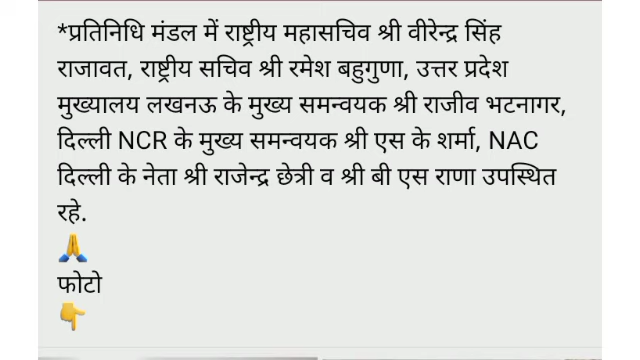 *प्रतिनिधि मंडल में राष्ट्रीय महासचिव श्री वीरेन्द्र सिंह
राजावत, राष्ट्रीय सचिव श्री रमेश बहुगुणा, उत्तर प्रदेश
मुख्यालय लखनऊ के मुख्य समन्वयक श्री राजीव भटनागर,
दिल्ली NCR के मुख्य समन्वयक श्री एस के शर्मा, NAC
दिल्ली के नेता श्री राजेन्द्र छेत्री व श्री बी एस राणा उपस्थित
रहे.
🙏
फोटो
👇